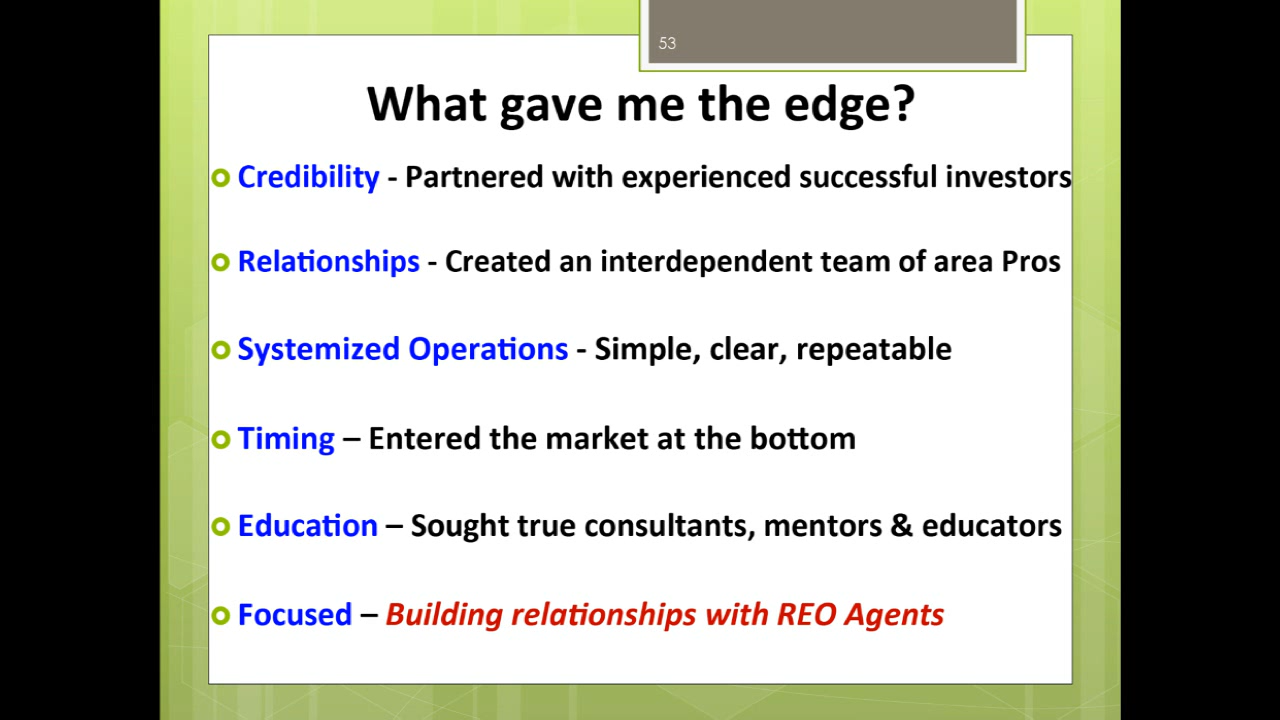 53
What gave me the edge?
Credibility - Partnered with experienced successful investors
Relationships - Created an interdependent team of area Pros
Systemized Operations - Simple, clear, repeatable
Timing – Entered the market at the bottom
Education – Sought true consultants, mentors & educators
Focused – Building relationships with REO Agents